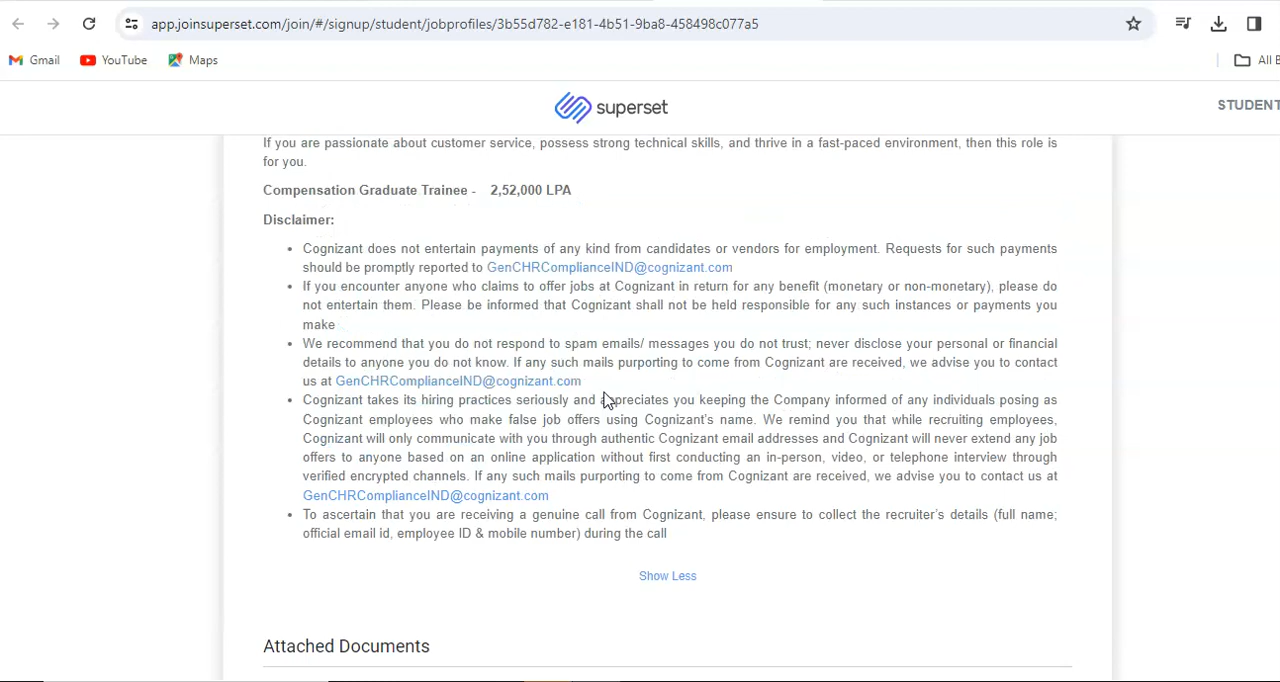 app.joinsuperset.com/join/#/signup/student/jobprofiles/3b55d782-e181-4b51-9ba8-458498c077a5
Gmail YouTube Maps All B
superset
STUDENT
If you are passionate about customer service, possess strong technical skills, and thrive in a fast-paced environment, then this role is
for you.
Compensation Graduate Trainee - 2,52,000 LPA
Disclaimer:
• Cognizant does not entertain payments of any kind from candidates or vendors for employment. Requests for such payments
should be promptly reported to GenCHRComplianceIND@cognizant.com
• If you encounter anyone who claims to offer jobs at Cognizant in return for any benefit (monetary or non-monetary), please do
not entertain them. Please be informed that Cognizant shall not be held responsible for any such instances or payments you
make
• We recommend that you do not respond to spam emails/ messages you do not trust; never disclose your personal or financial
details to anyone you do not know. If any such mails purporting to come from Cognizant are received, we advise you to contact
us at GenCHRComplianceIND@cognizant.com
• Cognizant takes its hiring practices seriously and appreciates you keeping the Company informed of any individuals posing as
Cognizant employees who make false job offers using Cognizant's name. We remind you that while recruiting employees,
Cognizant will only communicate with you through authentic Cognizant email addresses and Cognizant will never extend any job
offers to anyone based on an online application without first conducting an in-person, video, or telephone interview through
verified encrypted channels. If any such mails purporting to come from Cognizant are received, we advise you to contact us at
GenCHRComplianceIND@cognizant.com
• To ascertain that you are receiving a genuine call from Cognizant, please ensure to collect the recruiter's details (full name;
official email id, employee ID & mobile number) during the call
Show Less
Attached Documents